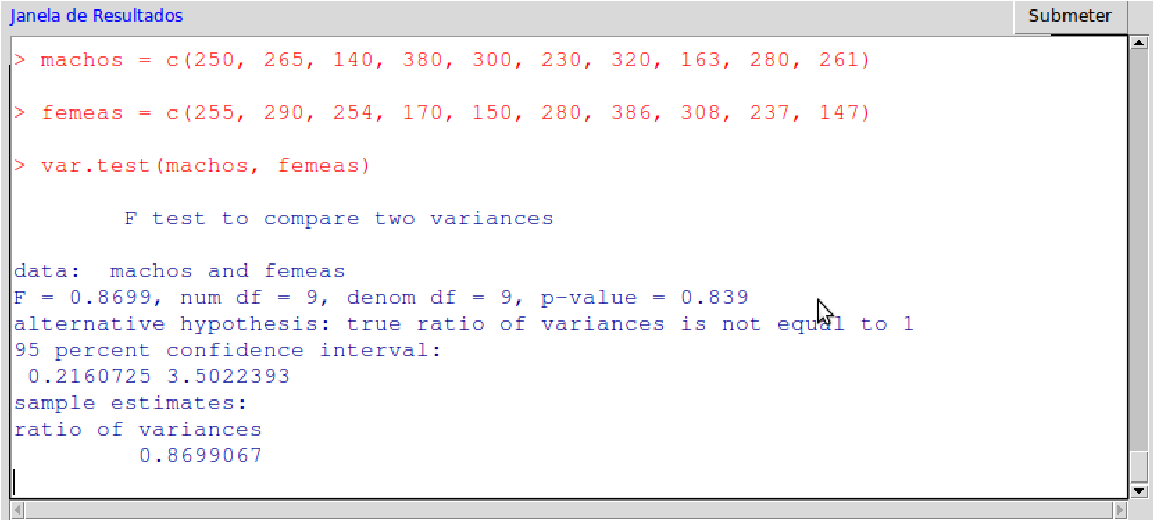 Janela de Resultados
Submeter
> machos = c(250, 265, 140, 380, 300, 230, 320, 163, 280, 261)
> femeas = c(255, 290, 254, 170, 150, 280, 386, 308, 237, 147)
> var.test(machos, femeas)
F test to compare two variances
data:  machos and femeas
F = 0.8699, num df = 9, denom df = 9, p-value = 0.839
alternative hypothesis: true ratio of variances is not equal to 1
95 percent confidence interval:
0.2160725 3.5022393
sample estimates:
ratio of variances
0.8699067